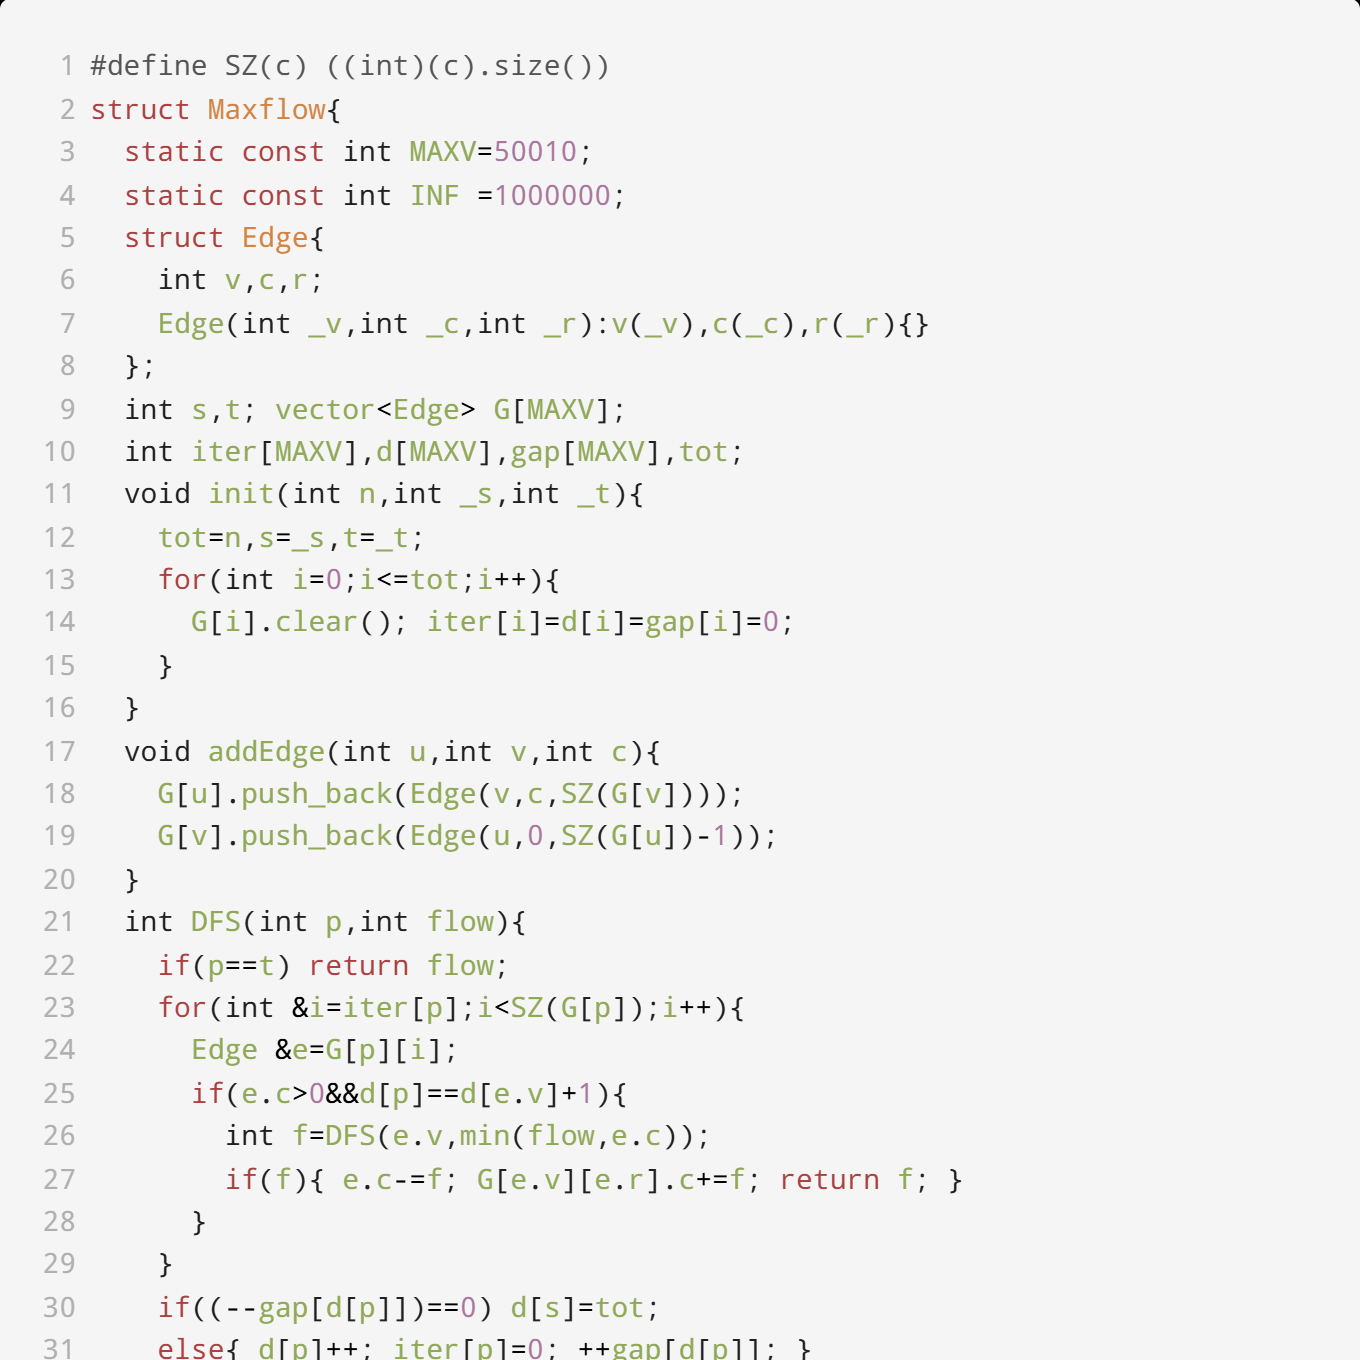 1 #define SZ(c) ((int)(c).size())
2 struct Maxflow{
3   static const int MAXV=50010;
4   static const int INF =1000000;
5   struct Edge{
6     int v,c,r;
7     Edge(int _v,int _c,int _r):v(_v),c(_c),r(_r){}
8   };
9   int s,t; vector<Edge> G[MAXV];
10   int iter[MAXV],d[MAXV],gap[MAXV],tot;
11   void init(int n,int _s,int _t){
12     tot=n,s=_s,t=_t;
13     for(int i=0;i<=tot;i++){
14       G[i].clear(); iter[i]=d[i]=gap[i]=0;
15     }
16   }
17   void addEdge(int u,int v,int c){
18     G[u].push_back(Edge(v,c,SZ(G[v])));
19     G[v].push_back(Edge(u,0,SZ(G[u])-1));
20   }
21   int DFS(int p,int flow){
22     if(p==t) return flow;
23     for(int &i=iter[p];i<SZ(G[p]);i++){
24       Edge &e=G[p][i];
25       if(e.c>0&&d[p]==d[e.v]+1){
26         int f=DFS(e.v,min(flow,e.c));
27         if(f){ e.c-=f; G[e.v][e.r].c+=f; return f; }
28       }
29     }
30     if((--gap[d[p]])==0) d[s]=tot;
31     else{ d[p]++; iter[p]=0; ++gap[d[p]]; }